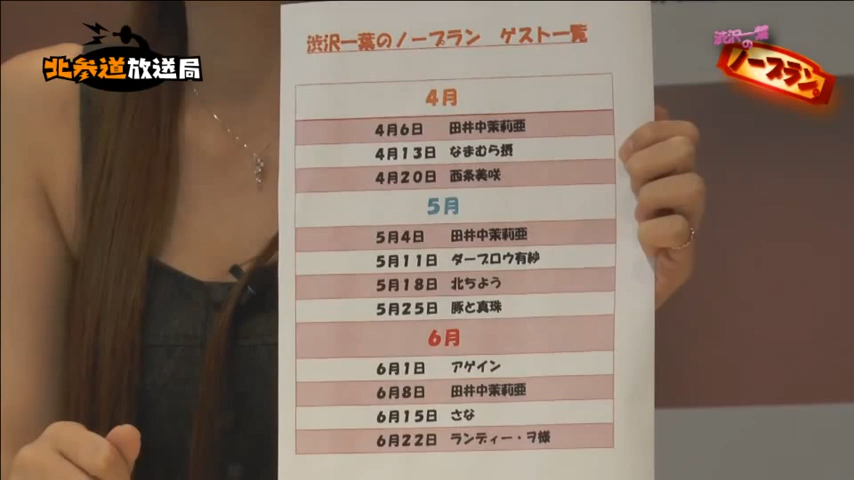 北参道放送局
渋沢一葉
の
ノープラン。
渋沢一葉のノープラン ゲスト一覧
4月
4月6日 田井中茉莉亜
4月13日 なまむら摂
4月20日 西条美咲
5月
5月4日 田井中茉莉亜
5月11日 ダーブロウ有紗
5月18日 北ちよう
5月25日 豚と真珠
6月
6月1日 アゲイン
6月8日 田井中茉莉亜
6月15日 さな
6月22日 ランディー・ヲ様